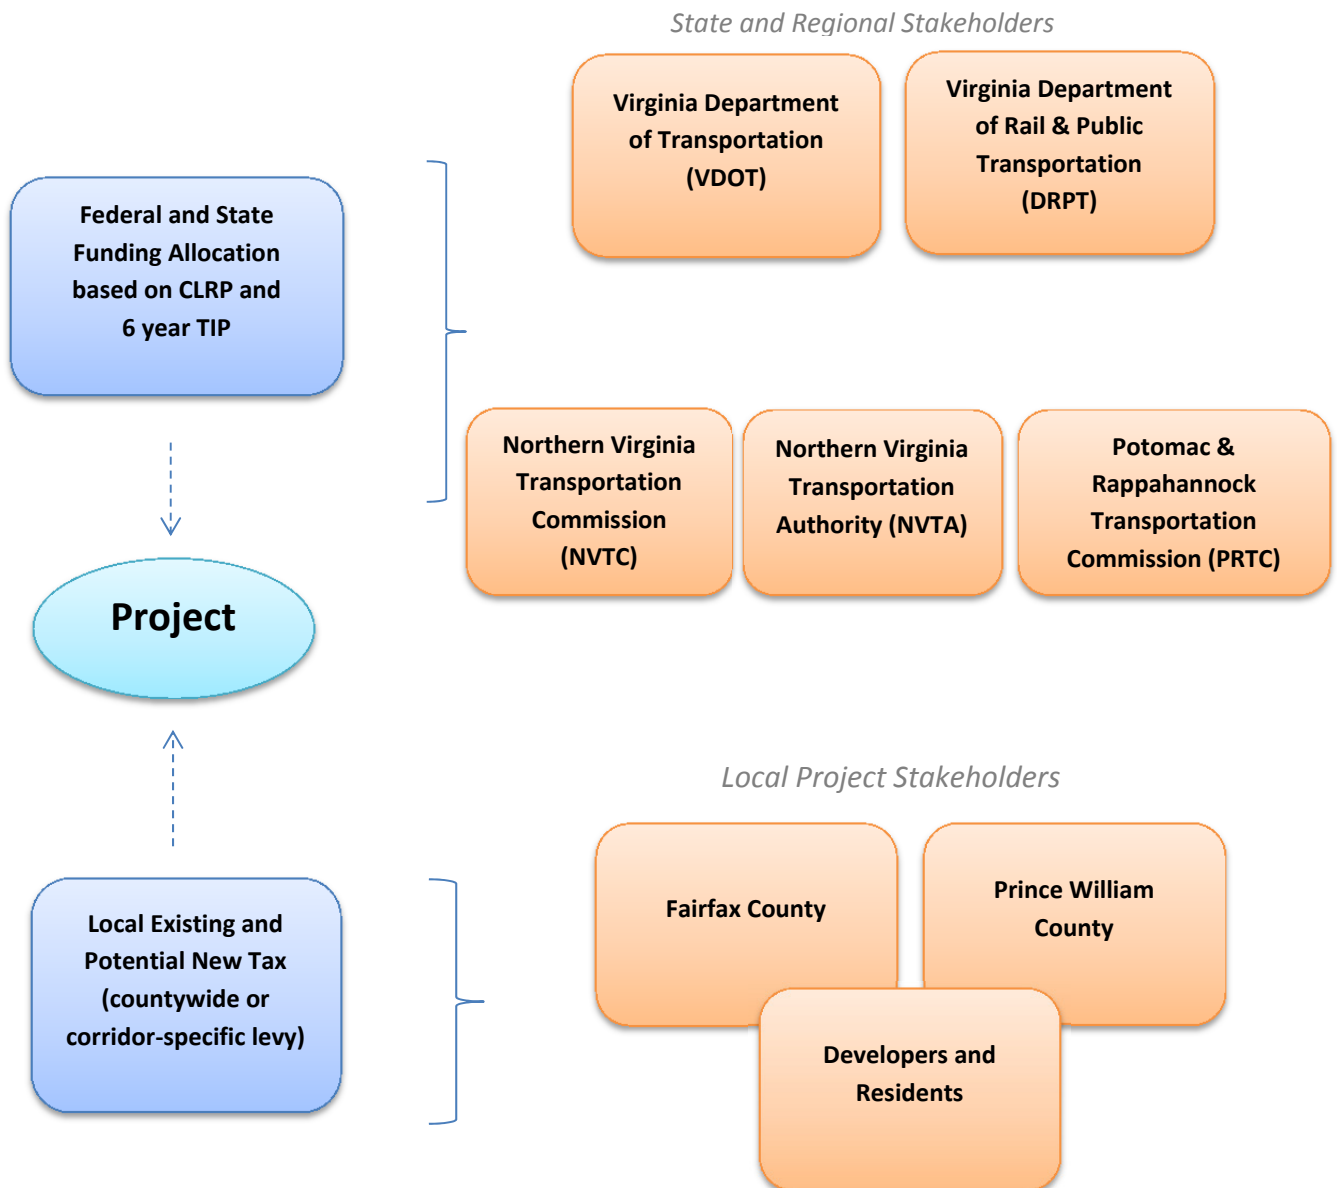 State and Regional Stakeholders
Virginia Department
of Transportation
(VDOT)
Virginia Department
of Rail & Public
Transportation
(DRPT)
Federal and State
Funding Allocation
based on CLRP and
6 year TIP
Northern Virginia
Transportation
Commission
(NVTC)
Northern Virginia
Transportation
Authority (NVTA)
Potomac &
Rappahannock
Transportation
Commission (PRTC)
Project
Local Project Stakeholders
Local Existing and
Potential New Tax
(countywide or
corridor-specific levy)
Fairfax County
Prince William
County
Developers and
Residents